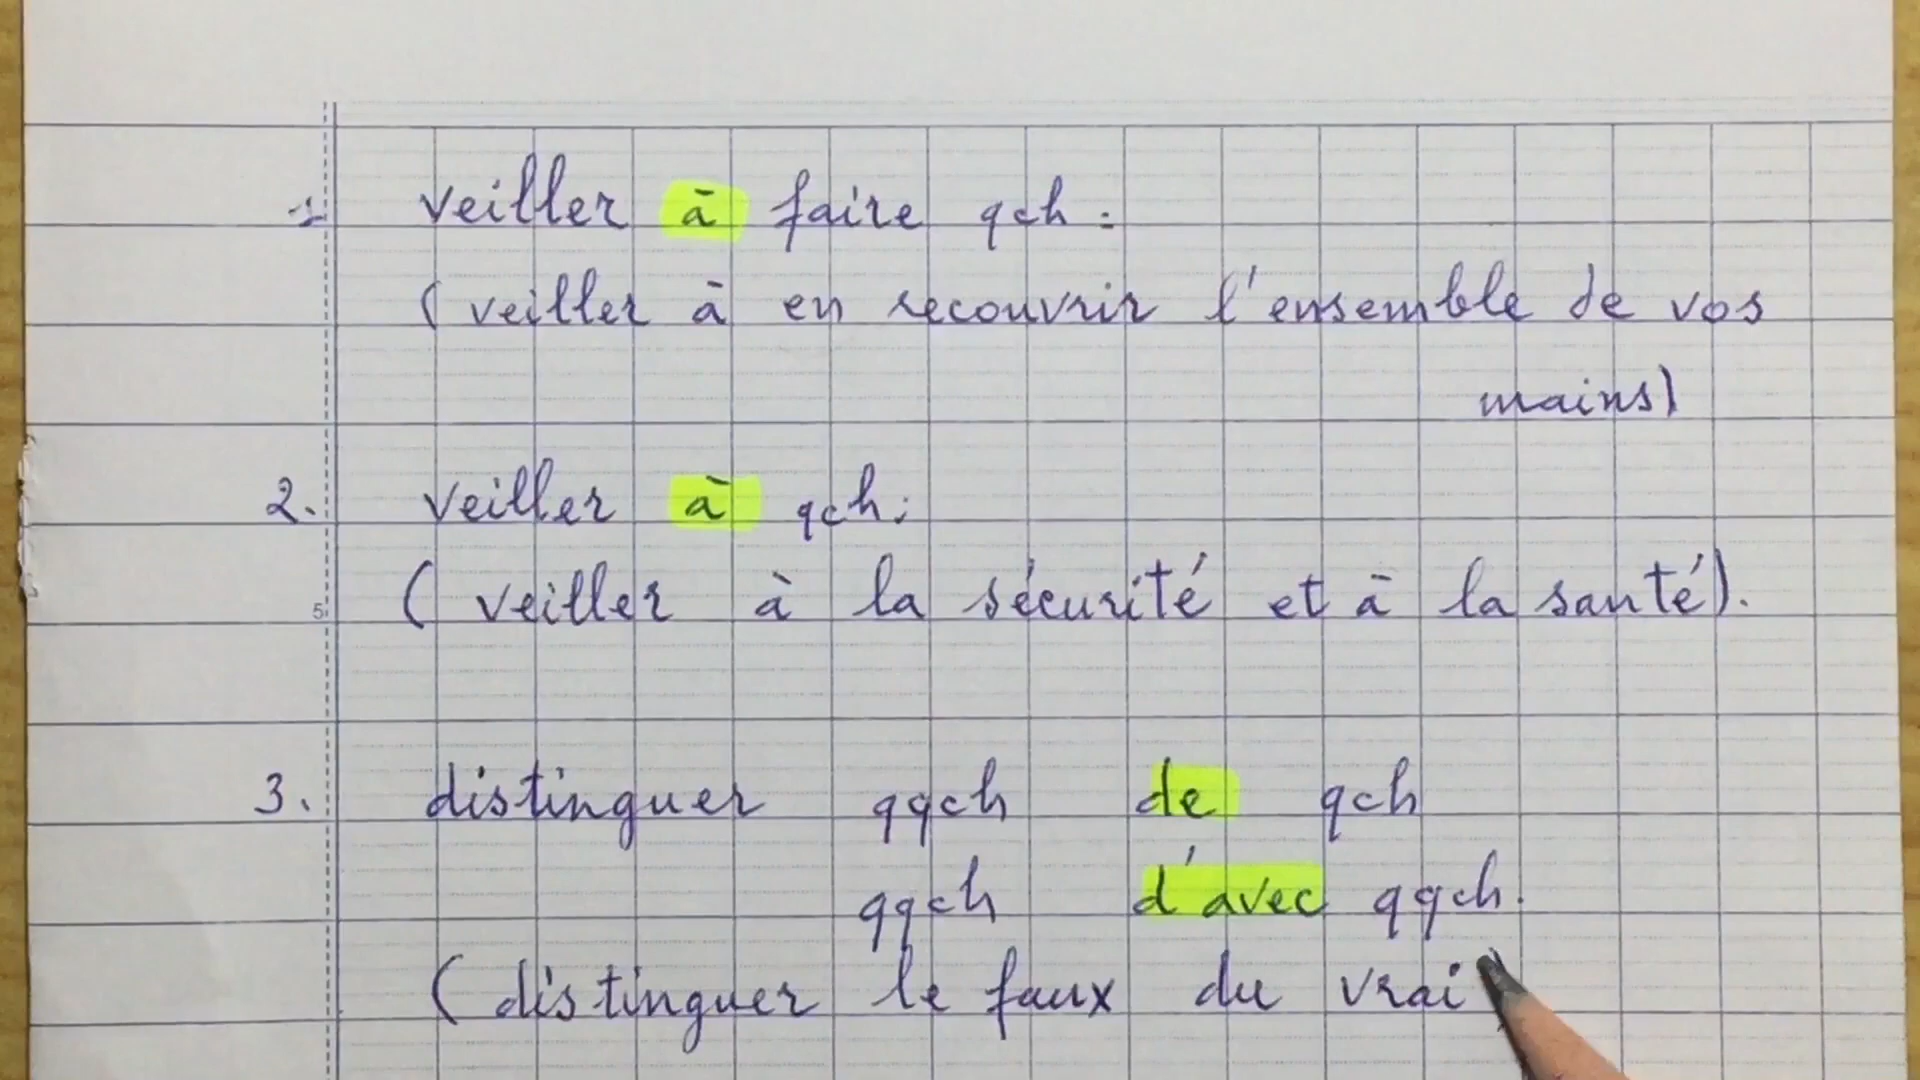 1 veiller à faire qch :
( veiller à en recouvrir l'ensemble de vos
mains)
2. veiller à qch :
5 ( veiller à la sécurité et à la santé).
3. distinguer qqch de qch
qqch d'avec qqch.
( distinguer le faux du vrai